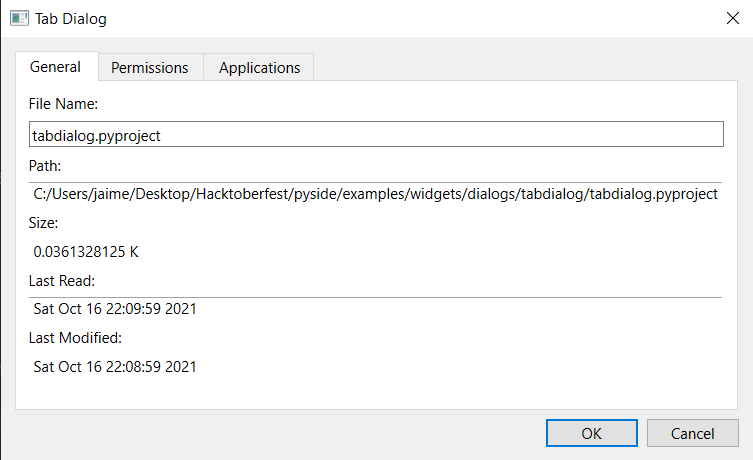 Tab Dialog
General Permissions Applications
File Name:
tabdialog.pyproject
Path:
C:/Users/jaime/Desktop/Hacktoberfest/pyside/examples/widgets/dialogs/tabdialog/tabdialog.pyproject
Size:
0.0361328125 K
Last Read:
Sat Oct 16 22:09:59 2021
Last Modified:
Sat Oct 16 22:08:59 2021
OK Cancel